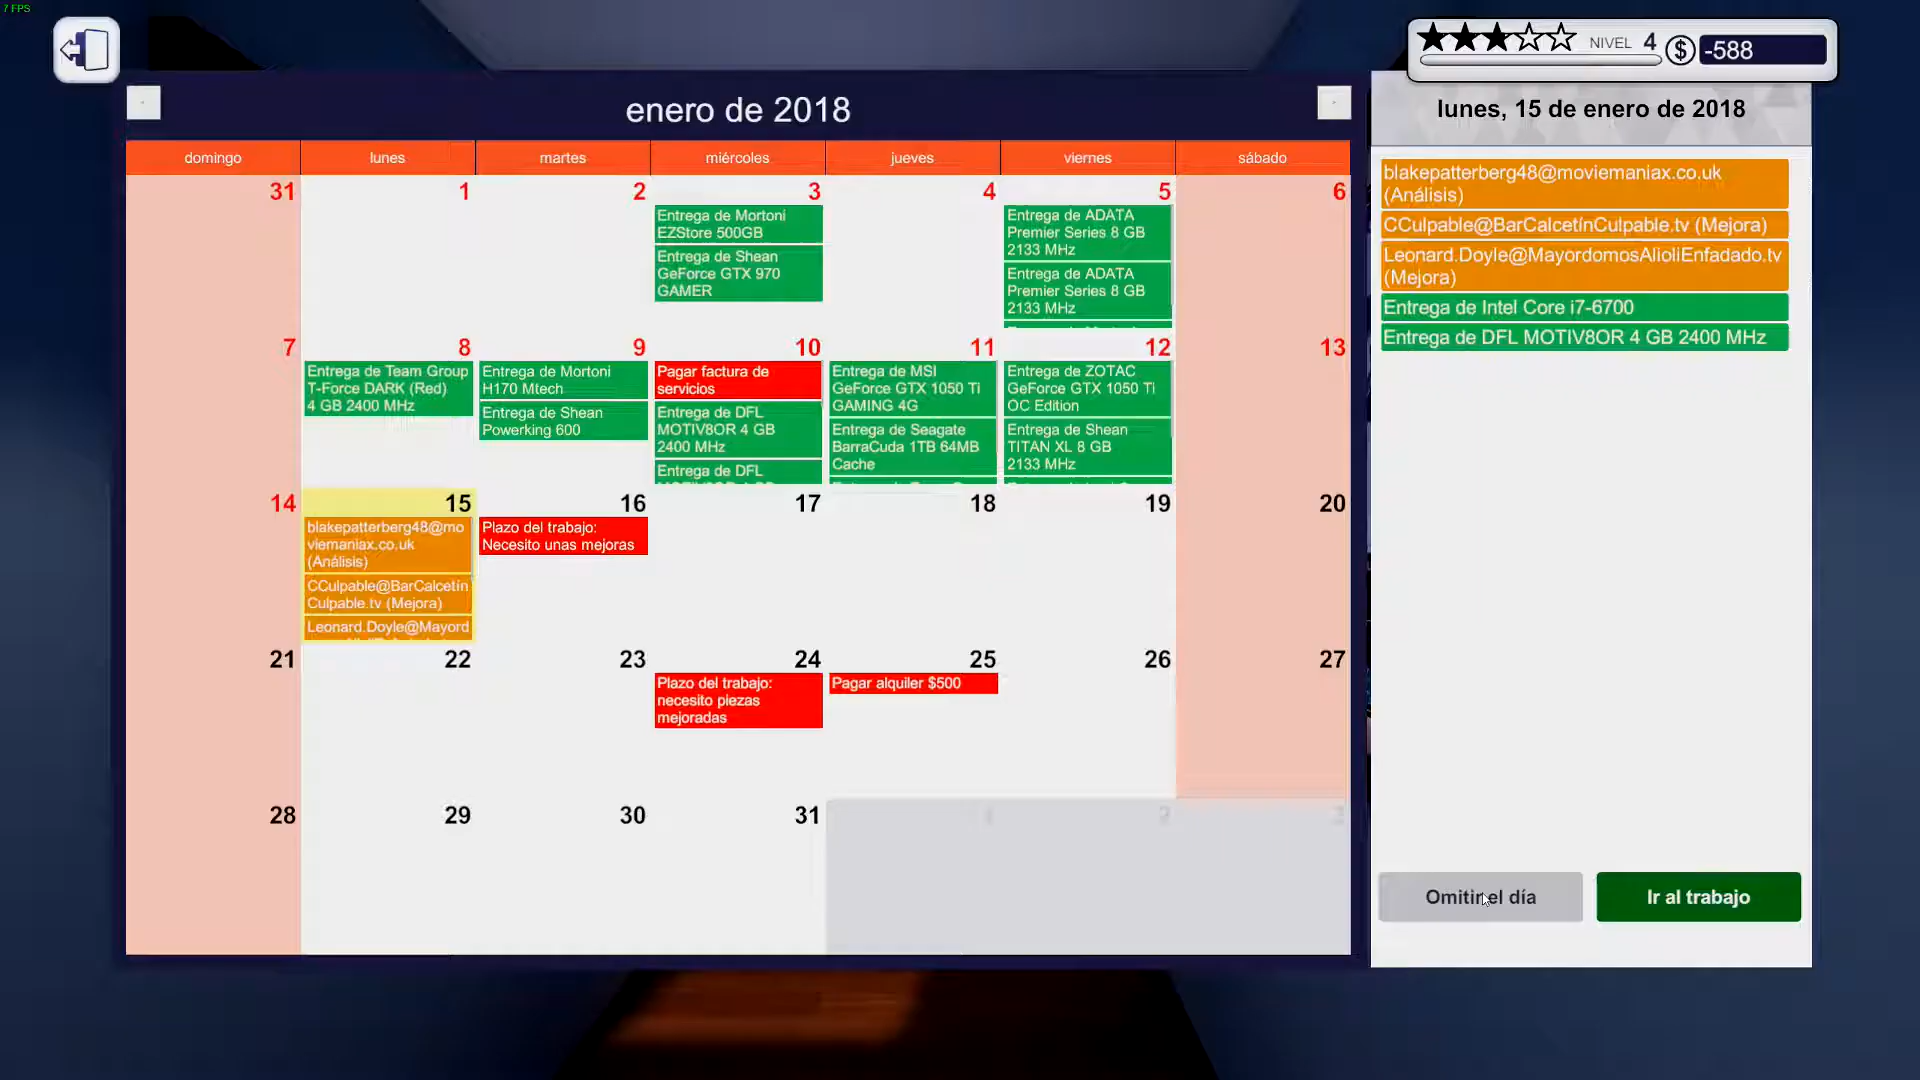 7 FPS
NIVEL 4
-588
enero de 2018
lunes, 15 de enero de 2018
domingo
lunes
martes
miércoles
jueves
viernes
sábado
31
1
2
3
4
5
6
Entrega de Mortoni
EZStore 500GB
Entrega de Shean
GeForce GTX 970
GAMER
Entrega de ADATA
Premier Series 8 GB
2133 MHz
Entrega de ADATA
Premier Series 8 GB
2133 MHz
7
8
9
10
11
12
13
Entrega de Team Group
T-Force DARK (Red)
4 GB 2400 MHz
Entrega de Mortoni
H170 Mtech
Entrega de Shean
Powerking 600
Pagar factura de
servicios
Entrega de DFL
MOTIV8OR 4 GB
2400 MHz
Entrega de DFL
Entrega de MSI
GeForce GTX 1050 Ti
GAMING 4G
Entrega de Seagate
BarraCuda 1TB 64MB
Cache
Entrega de ZOTAC
GeForce GTX 1050 Ti
OC Edition
Entrega de Shean
TITAN XL 8 GB
2133 MHz
14
15
16
17
18
19
20
blakepatterberg48@mo
viemaniax.co.uk
(Análisis)
CCulpable@BarCalcetín
Culpable.tv (Mejora)
Leonard.Doyle@Mayord
Plazo del trabajo:
Necesito unas mejoras
21
22
23
24
25
26
27
Plazo del trabajo:
necesito piezas
mejoradas
Pagar alquiler $500
28
29
30
31
1
2
3
blakepatterberg48@moviemaniax.co.uk
(Análisis)
CCulpable@BarCalcetínCulpable.tv (Mejora)
Leonard.Doyle@MayordomosAlioliEnfadado.tv
(Mejora)
Entrega de Intel Core i7-6700
Entrega de DFL MOTIV8OR 4 GB 2400 MHz
Omitir el día
Ir al trabajo